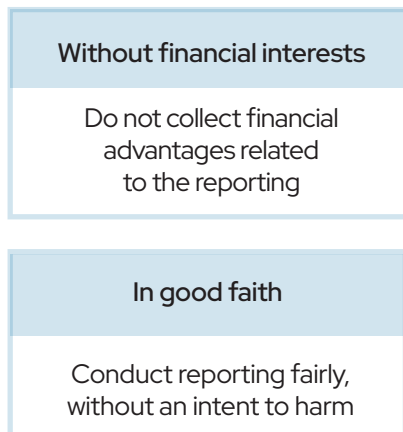 Without financial interests
Do not collect financial
advantages related
to the reporting
In good faith
Conduct reporting fairly,
without an intent to harm